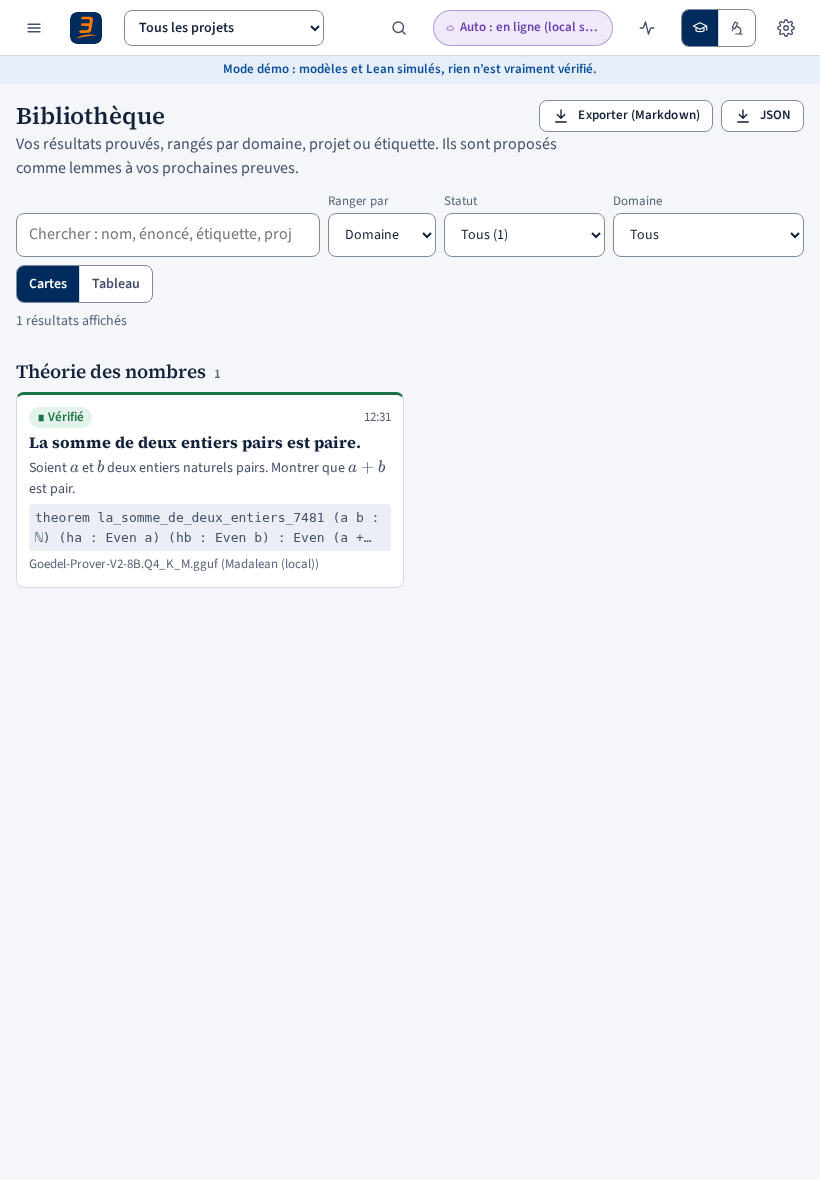 Tous les projets
Auto : en ligne (local s…
Mode démo : modèles et Lean simulés, rien n’est vraiment vérifié.
Bibliothèque
Exporter (Markdown)
JSON
Vos résultats prouvés, rangés par domaine, projet ou étiquette. Ils sont proposés
comme lemmes à vos prochaines preuves.
Ranger par
Statut
Domaine
Chercher : nom, énoncé, étiquette, proj
Domaine
Tous (1)
Tous
Cartes
Tableau
1 résultats affichés
Théorie des nombres 1
Vérifié
12:31
La somme de deux entiers pairs est paire.
Soient a et b deux entiers naturels pairs. Montrer que a + b
est pair.
theorem la_somme_de_deux_entiers_7481 (a b :
ℕ) (ha : Even a) (hb : Even b) : Even (a +…
Goedel-Prover-V2-8B.Q4_K_M.gguf (Madalean (local))